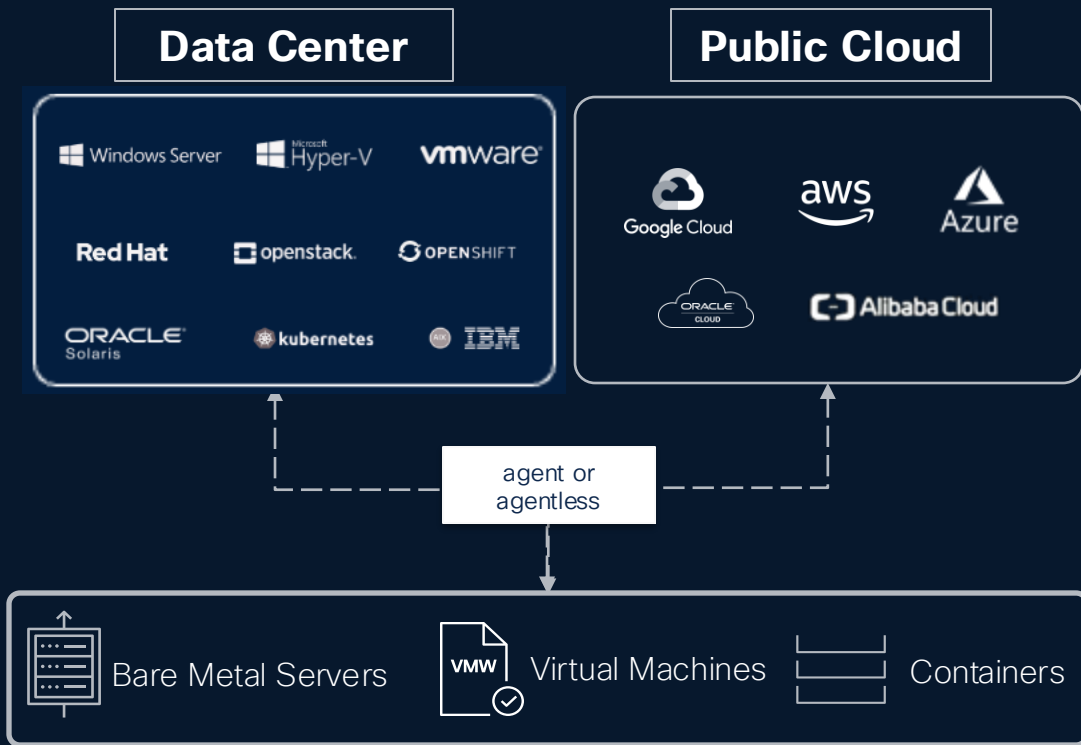 Data Center
Public Cloud
Windows Server
Microsoft
Hyper-V
vmware®
Red Hat
openstack.
OPENSHIFT
ORACLE®
Solaris
kubernetes
AIX
IBM
Google Cloud
aws
Azure
ORACLE®
CLOUD
Alibaba Cloud
agent or
agentless
Bare Metal Servers
VMW
Virtual Machines
Containers